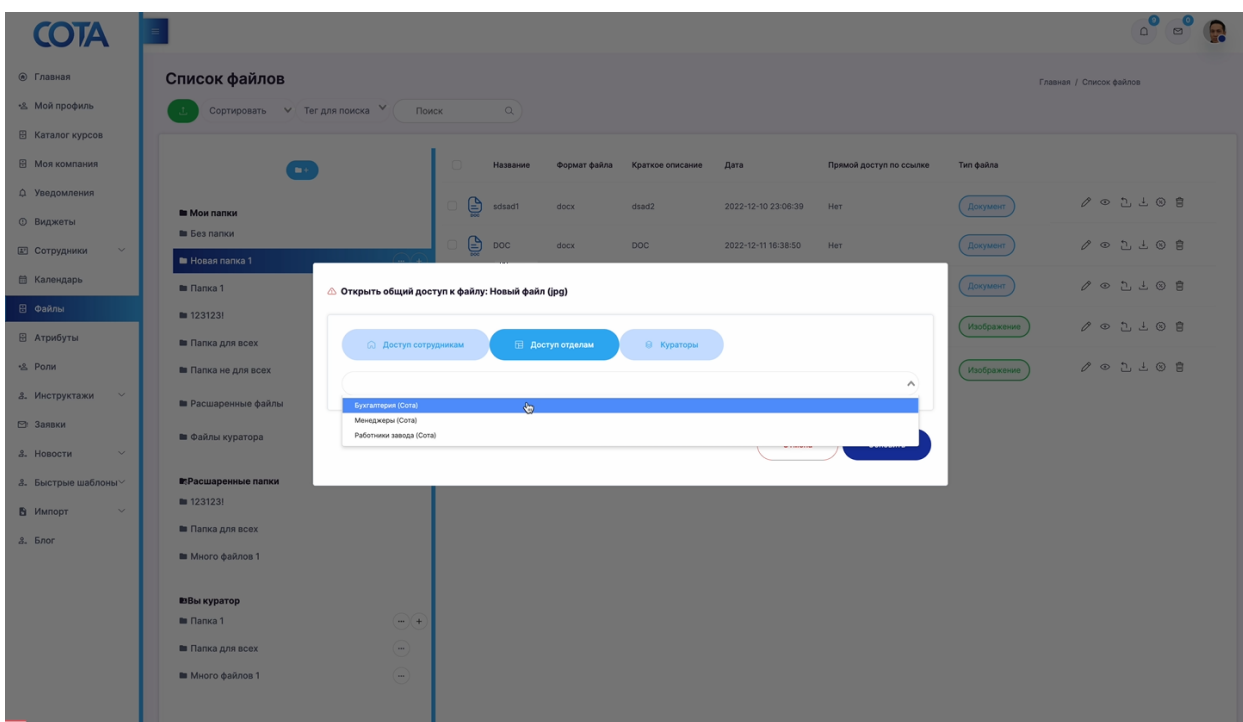 СОТА
9
0
Главная
Мой профиль
Каталог курсов
Моя компания
Уведомления
Виджеты
Сотрудники
Календарь
Файлы
Атрибуты
Роли
Инструктажи
Заявки
Новости
Быстрые шаблоны
Импорт
Блог
Список файлов
Главная / Список файлов
Сортировать
Тег для поиска
Поиск
Мои папки
Без папки
Новая папка 1
Папка 1
123123!
Папка для всех
Папка не для всех
Расшаренные файлы
Файлы куратора
Расшаренные папки
123123!
Папка для всех
Много файлов 1
Вы куратор
Папка 1
Папка для всех
Много файлов 1
Название Формат файла Краткое описание Дата Прямой доступ по ссылке Тип файла
sdsad1 docx dsad2 2022-12-10 23:06:39 Нет Документ
DOC docx DOC 2022-12-11 16:38:50 Нет Документ
Документ
Изображение
Изображение
Открыть общий доступ к файлу: Новый файл (jpg)
Доступ сотрудникам
Доступ отделам
Кураторы
Бухгалтерия (Сота)
Менеджеры (Сота)
Работники завода (Сота)